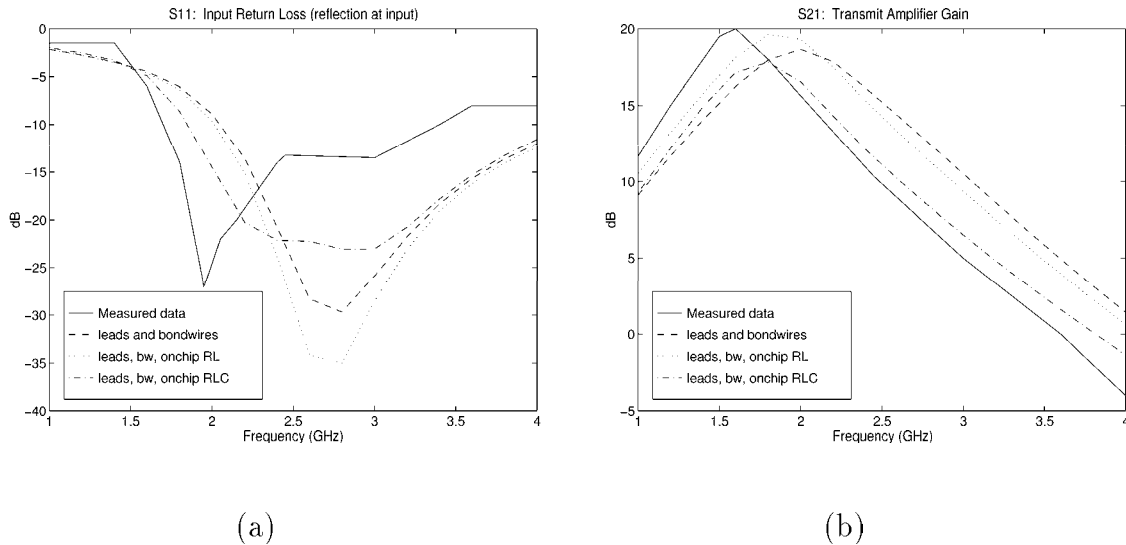 S11: Input Return Loss (reflection at input)
0
−5
−10
−15
−20
−25
−30
−35
−40
dB
Measured data
leads and bondwires
leads, bw, onchip RL
leads, bw, onchip RLC
1
1.5
2
2.5
3
3.5
4
Frequency (GHz)
(a)
S21: Transmit Amplifier Gain
20
15
10
5
0
−5
dB
Measured data
leads and bondwires
leads, bw, onchip RL
leads, bw, onchip RLC
1
1.5
2
2.5
3
3.5
4
Frequency (GHz)
(b)